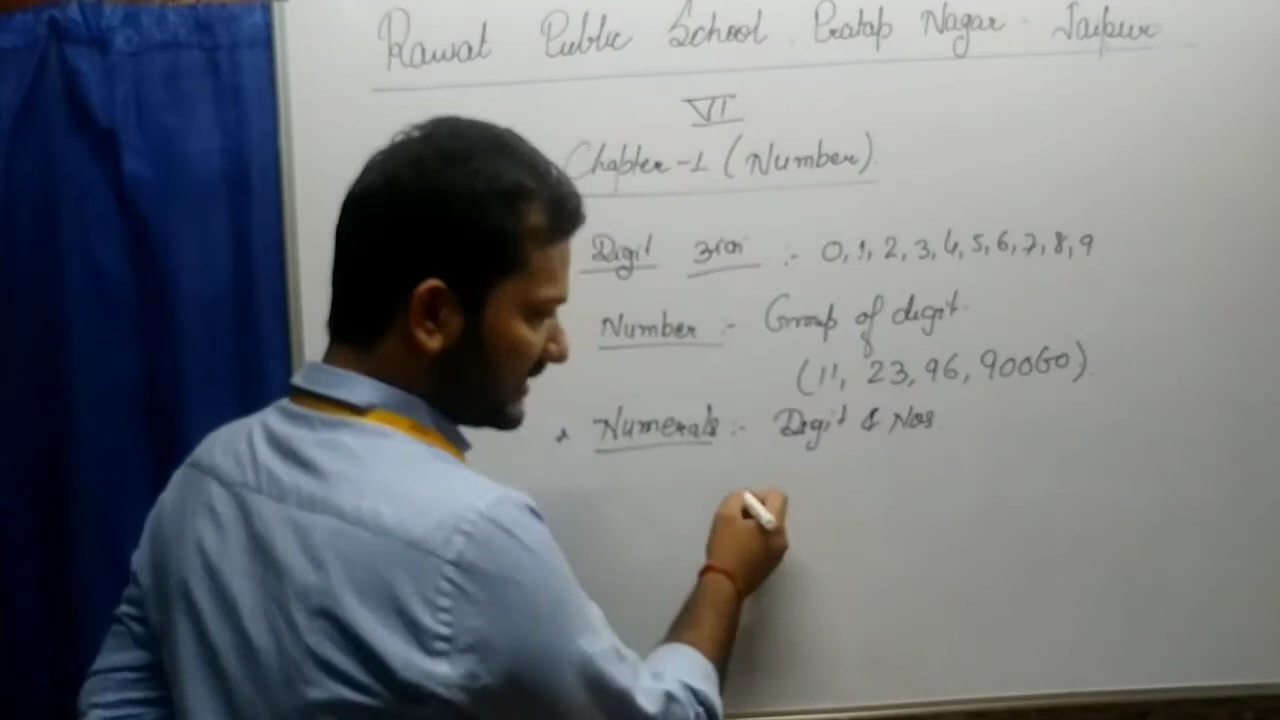 Rawat Public School Pratap Nagar Jaipur
VI
Chapter-1 (Number).
Digit अंक :- 0, 1, 2, 3, 4, 5, 6, 7, 8, 9
Number :- Group of digit.
(11, 23, 96, 90060)
* Numerals :- Digit & Nos.